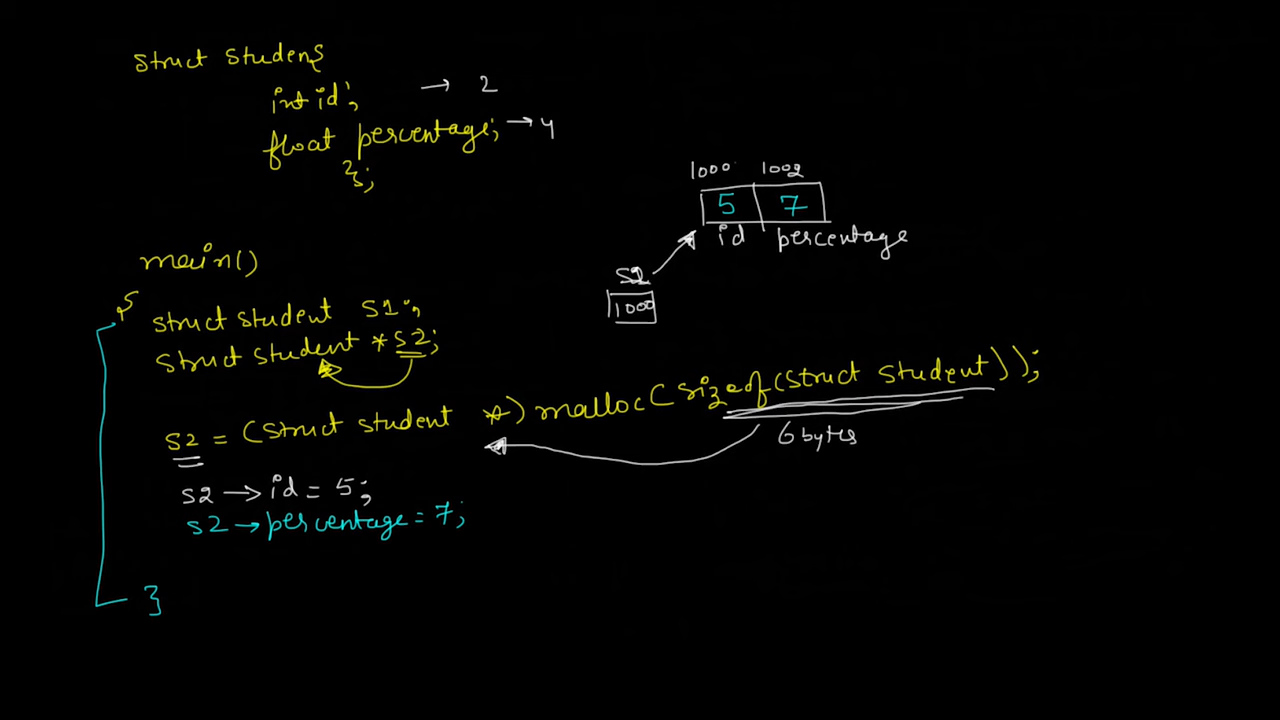 struct student{
int id; → 2
float percentage; → 4
};
1000 1002
5 7
id percentage
s2
1000
main()
{
struct student s1;
struct student *s2;
s2 = (struct student *) malloc(sizeof(struct student));
6 bytes
s2 → id = 5;
s2 → percentage = 7;
}